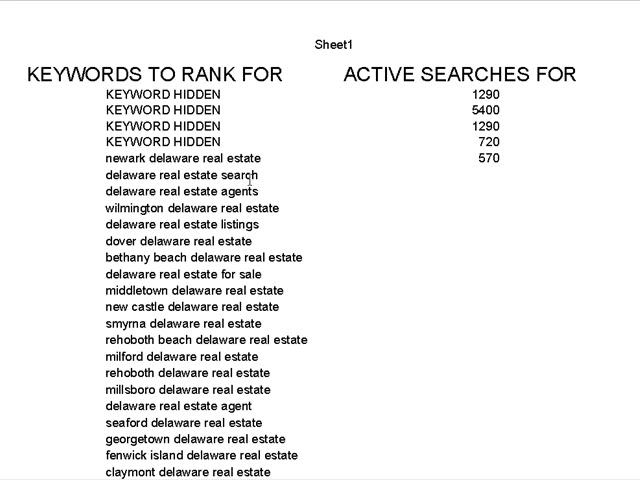 Sheet1
KEYWORDS TO RANK FOR ACTIVE SEARCHES FOR
KEYWORD HIDDEN 1290
KEYWORD HIDDEN 5400
KEYWORD HIDDEN 1290
KEYWORD HIDDEN 720
newark delaware real estate 570
delaware real estate search
delaware real estate agents
wilmington delaware real estate
delaware real estate listings
dover delaware real estate
bethany beach delaware real estate
delaware real estate for sale
middletown delaware real estate
new castle delaware real estate
smyrna delaware real estate
rehoboth beach delaware real estate
milford delaware real estate
rehoboth delaware real estate
millsboro delaware real estate
delaware real estate agent
seaford delaware real estate
georgetown delaware real estate
fenwick island delaware real estate
claymont delaware real estate